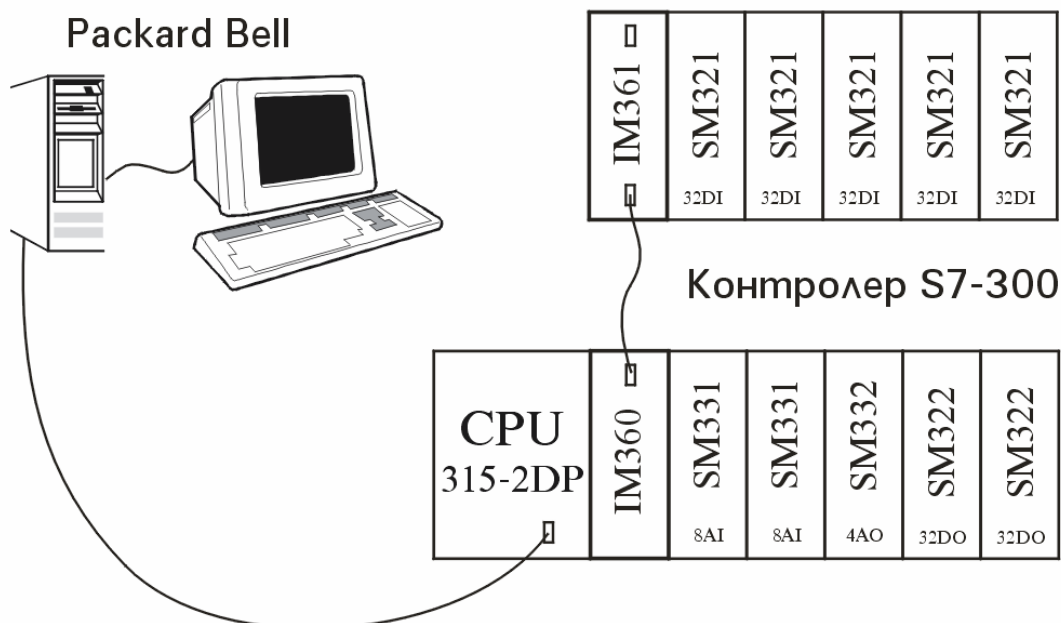 Packard Bell
IM361
SM321
SM321
SM321
SM321
SM321
32DI
32DI
32DI
32DI
32DI
Контролер S7-300
CPU
315-2DP
IM360
SM331
SM331
SM332
SM322
SM322
8AI
8AI
4AO
32DO
32DO